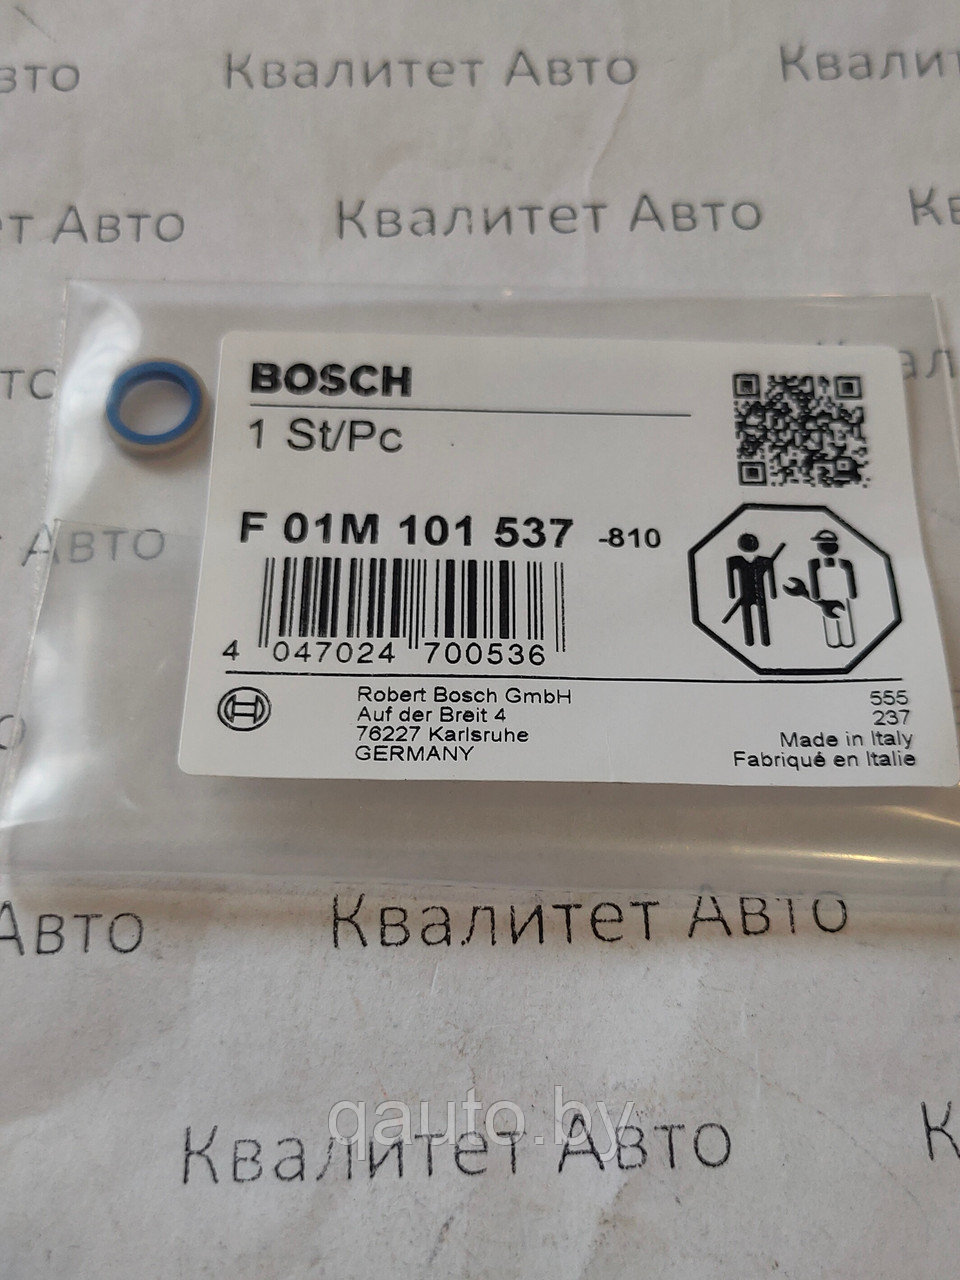 вто Квалитет Авто Квалит
ет Авто Квалитет Авто Кв
BOSCH
1 St/Pc
F 01M 101 537 -810
Авто
4 047024 700536
Robert Bosch GmbH
Auf der Breit 4
76227 Karlsruhe
GERMANY
555
237
Made in Italy
Fabriqué en Italie
Авто Квалитет Авто
qauto.by
Квалитет Авто К